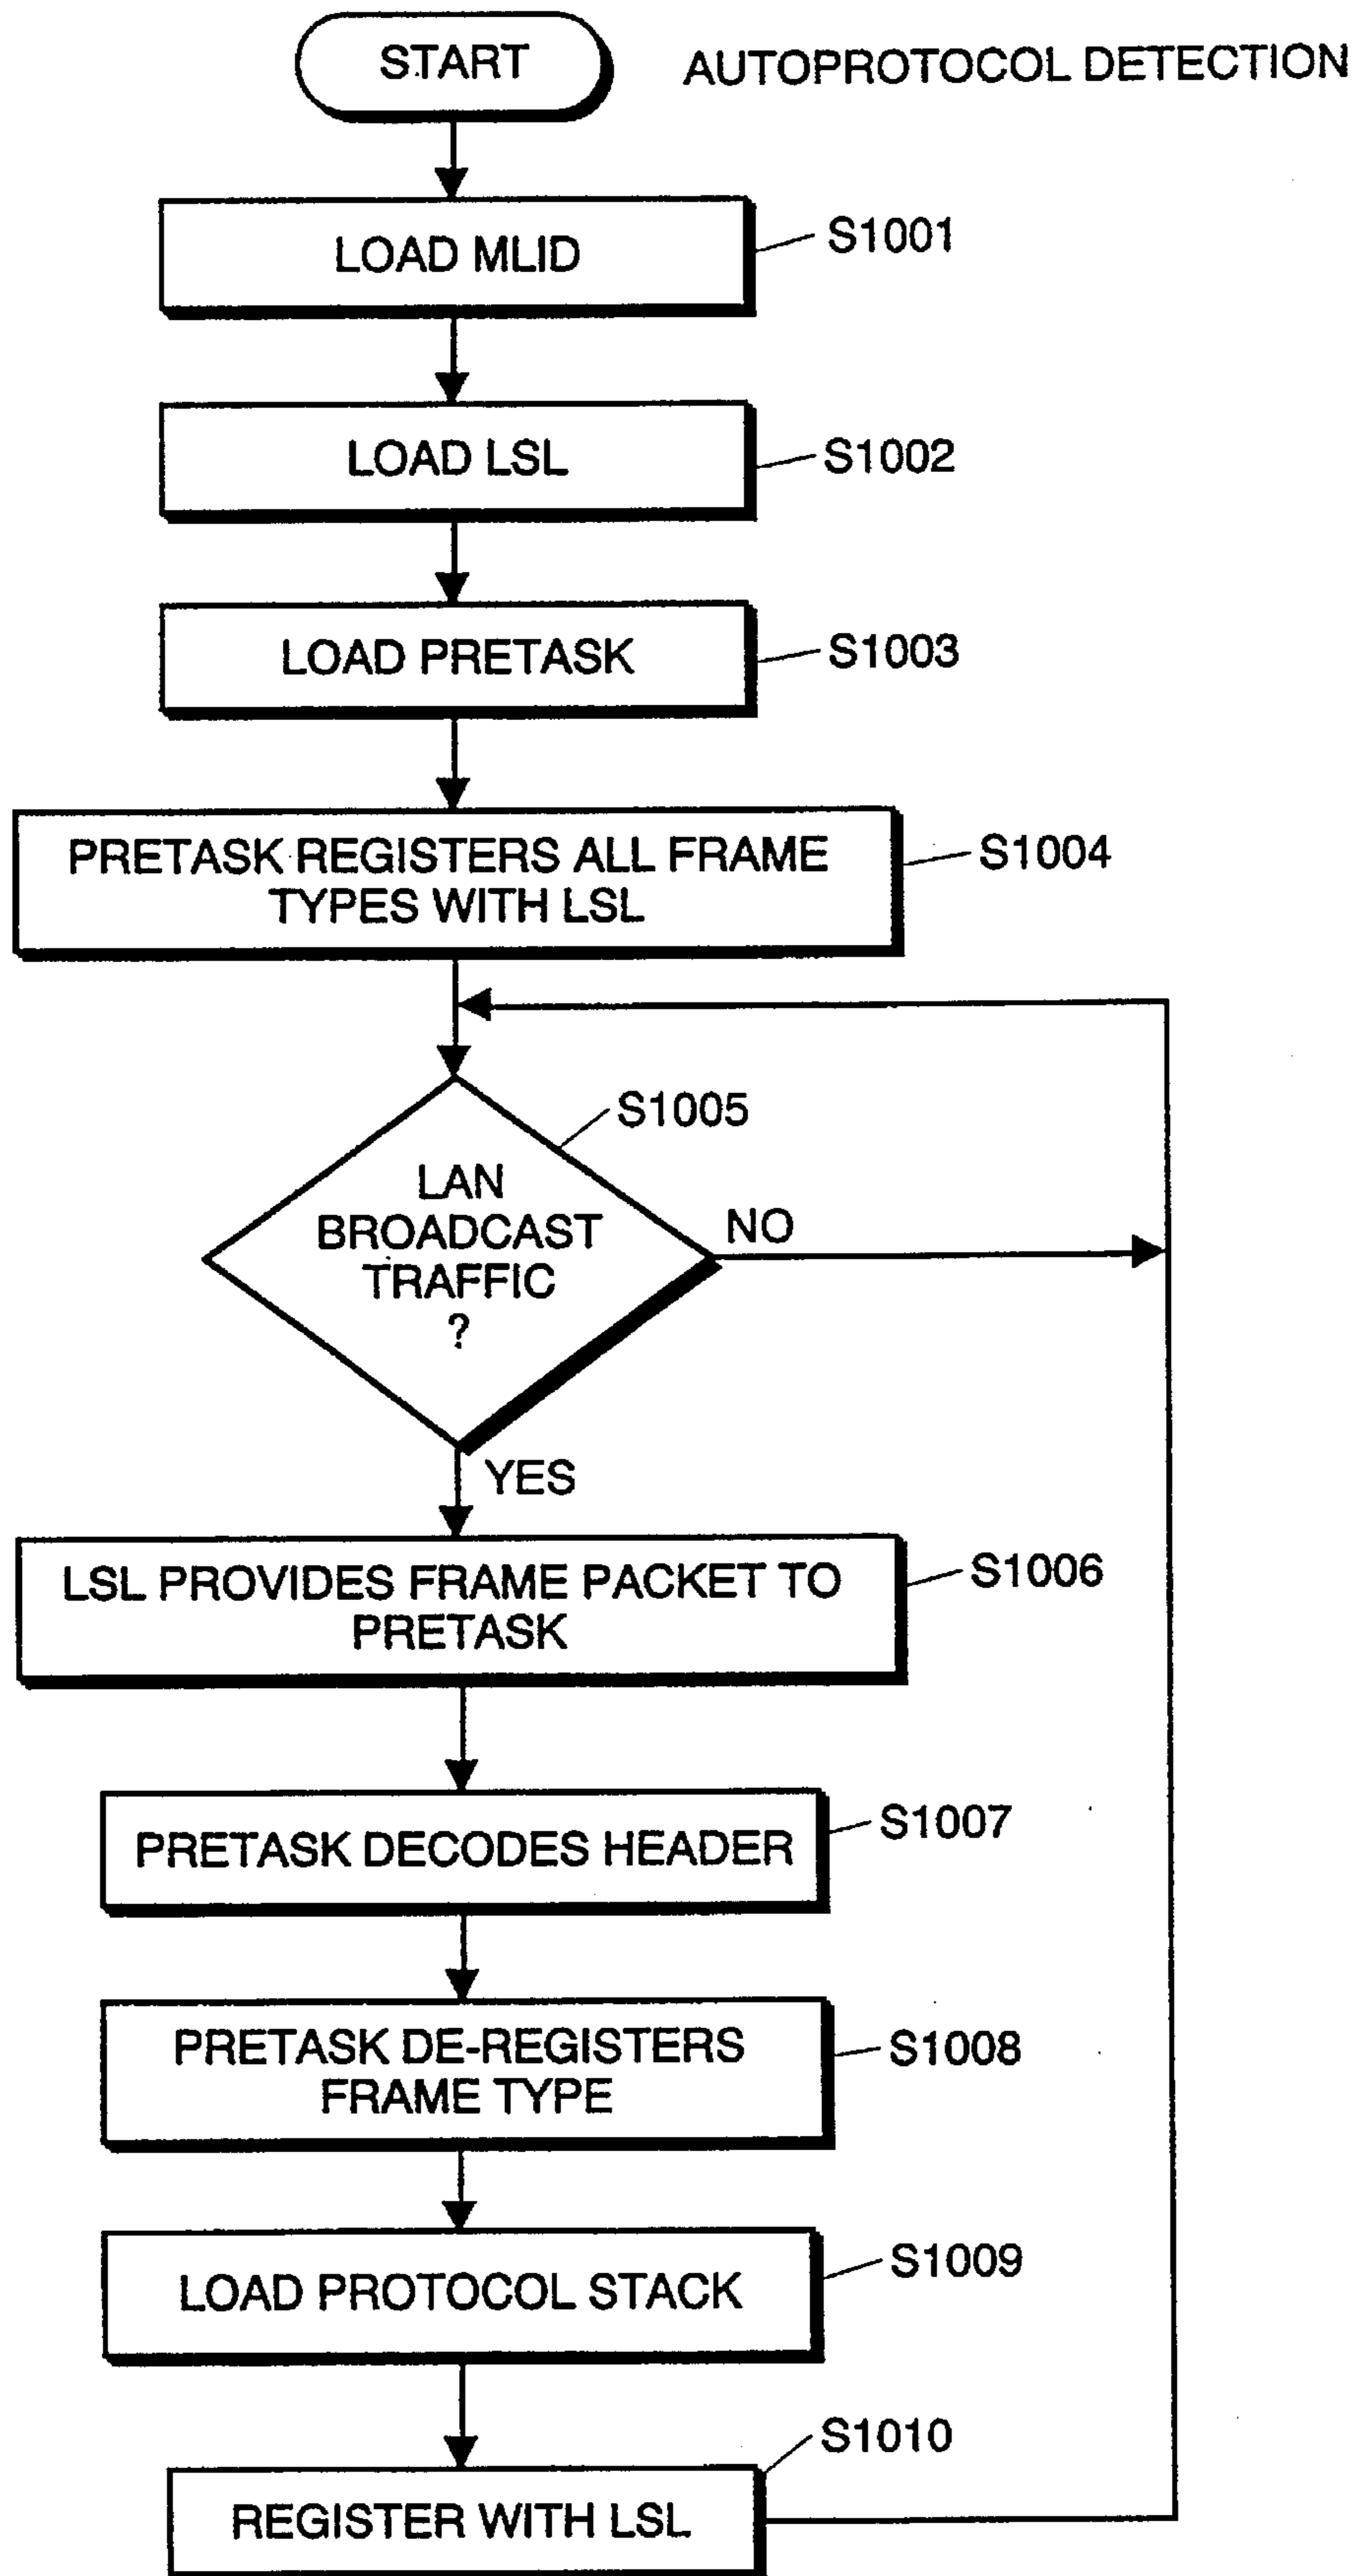 START
AUTOPROTOCOL DETECTION
LOAD MLID
S1001
LOAD LSL
S1002
LOAD PRETASK
S1003
PRETASK REGISTERS ALL FRAME
TYPES WITH LSL
S1004
S1005
LAN
BROADCAST
TRAFFIC
?
NO
YES
LSL PROVIDES FRAME PACKET TO
PRETASK
S1006
PRETASK DECODES HEADER
S1007
PRETASK DE-REGISTERS
FRAME TYPE
S1008
LOAD PROTOCOL STACK
S1009
S1010
REGISTER WITH LSL